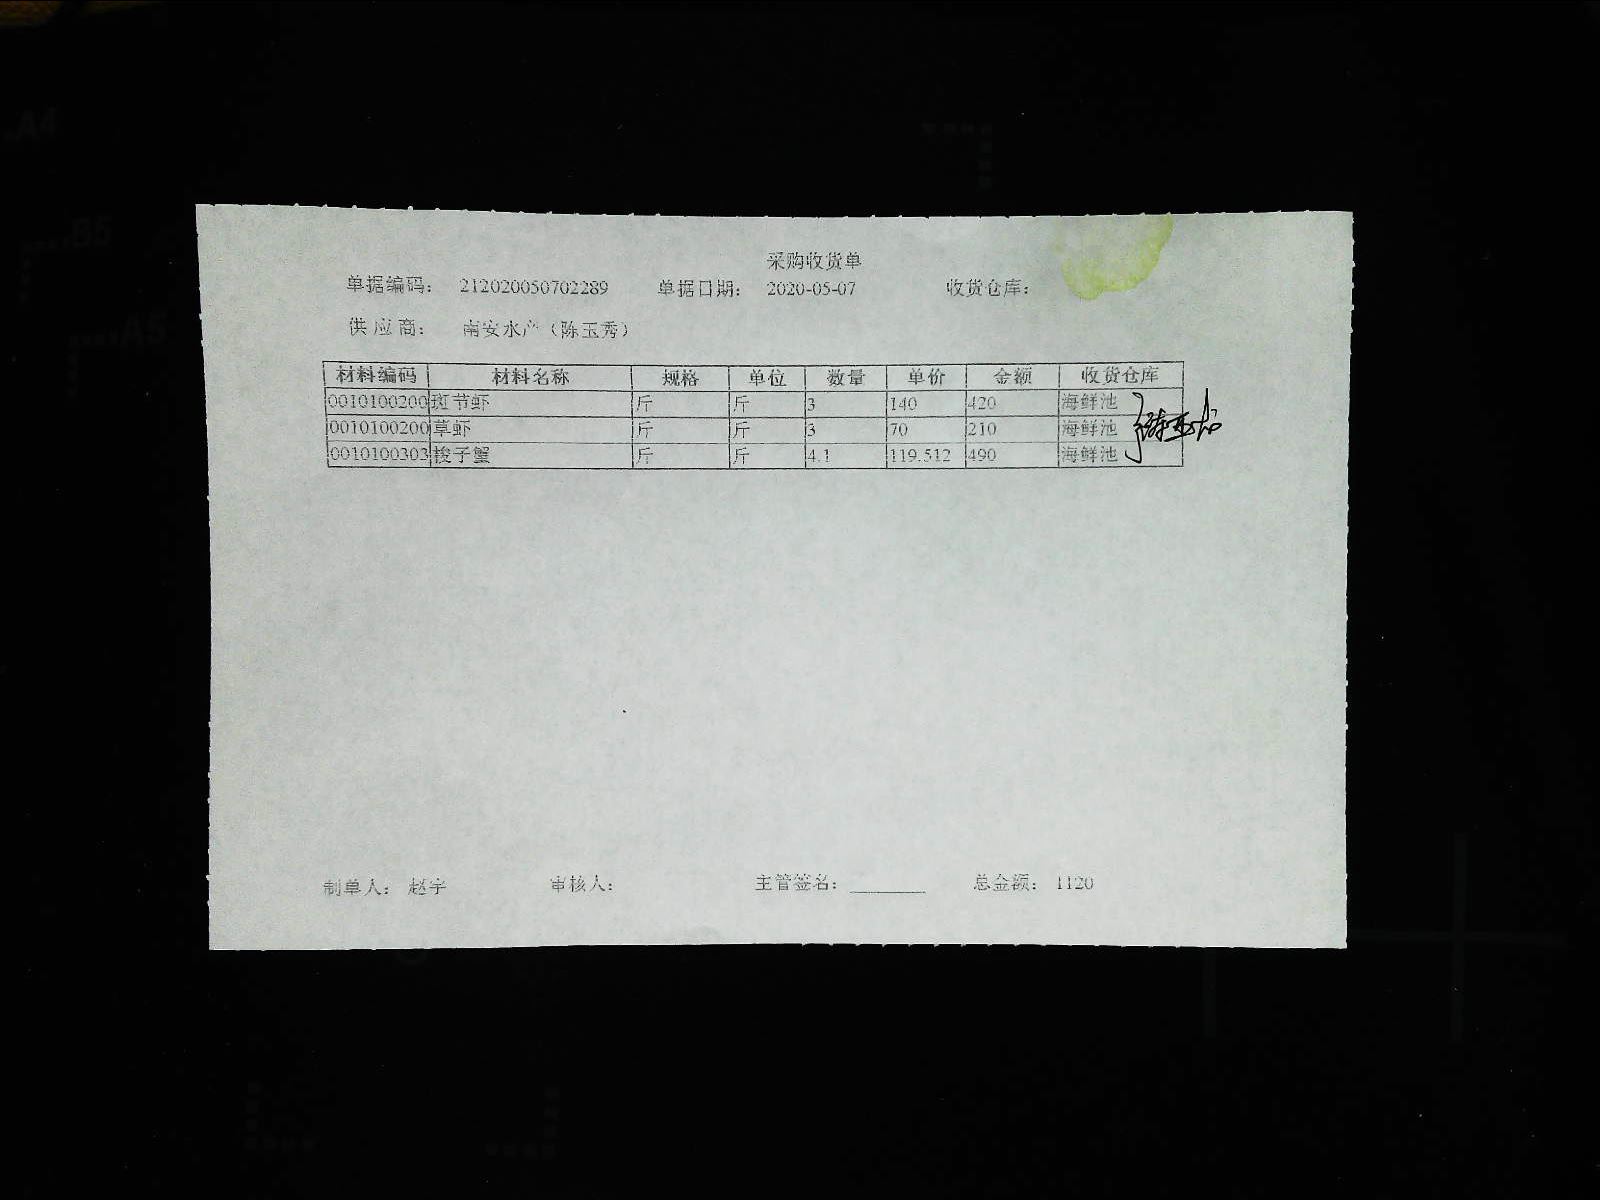 采购收货单
单据编码： 212020050702289 单据日期： 2020-05-07 收货仓库：
供应商： 南安水产（陈玉秀）
材料编码 材料名称 规格 单位 数量 单价 金额 收货仓库
0010100200 斑节虾 斤 斤 3 140 420 海鲜池
0010100200 草虾 斤 斤 3 70 210 海鲜池
0010100303 梭子蟹 斤 斤 4.1 119.512 490 海鲜池
制单人： 赵宇 审核人： 主管签名： 总金额： 1120
A4
B5
A5